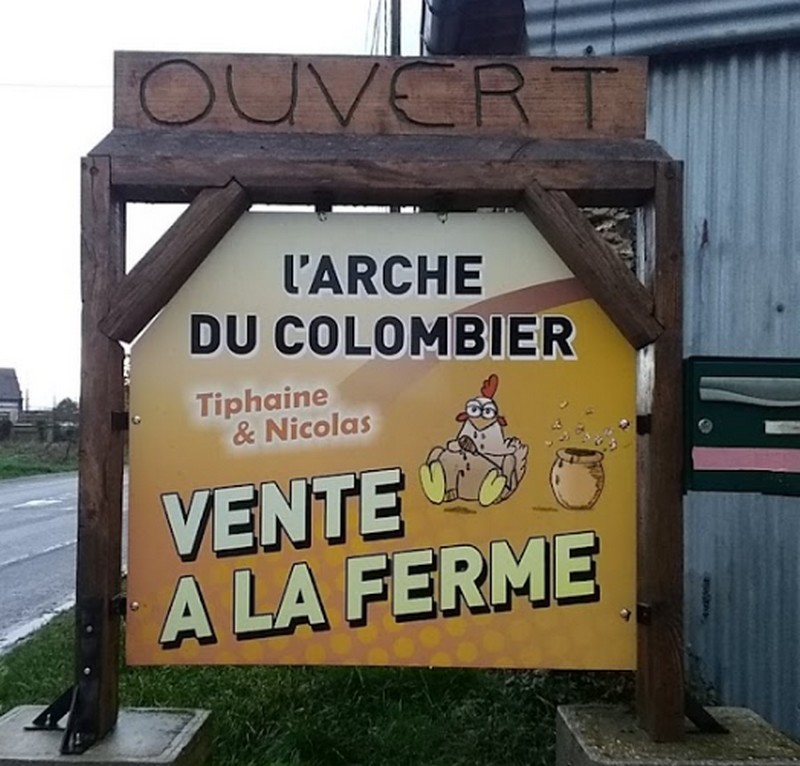 OUVERT
l'ARCHE
DU COLOMBIER
Tiphaine
& Nicolas
VENTE
A LA FERME